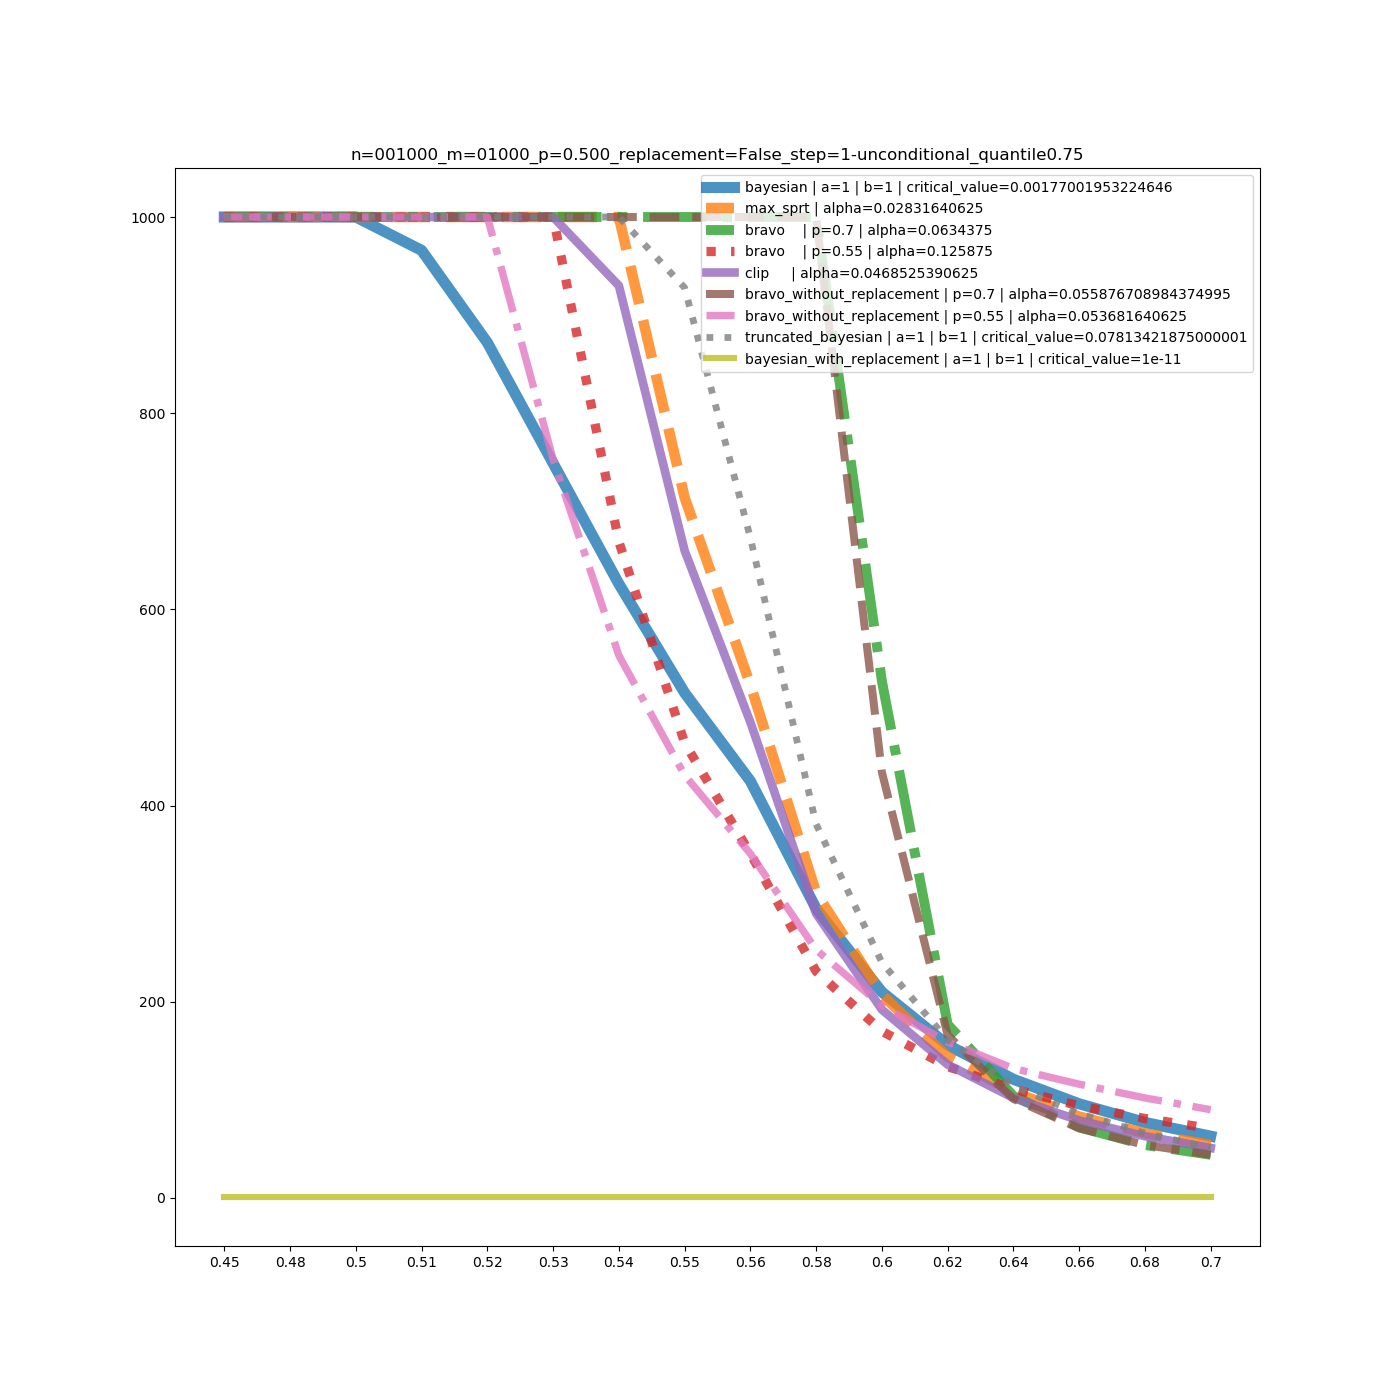 n=001000_m=01000_p=0.500_replacement=False_step=1-unconditional_quantile0.75
bayesian | a=1 | b=1 | critical_value=0.00177001953224646
max_sprt | alpha=0.02831640625
bravo | p=0.7 | alpha=0.0634375
bravo | p=0.55 | alpha=0.125875
clip | alpha=0.0468525390625
bravo_without_replacement | p=0.7 | alpha=0.055876708984374995
bravo_without_replacement | p=0.55 | alpha=0.053681640625
truncated_bayesian | a=1 | b=1 | critical_value=0.07813421875000001
bayesian_with_replacement | a=1 | b=1 | critical_value=1e-11
1000
800
600
400
200
0
0.45 0.48 0.5 0.51 0.52 0.53 0.54 0.55 0.56 0.58 0.6 0.62 0.64 0.66 0.68 0.7